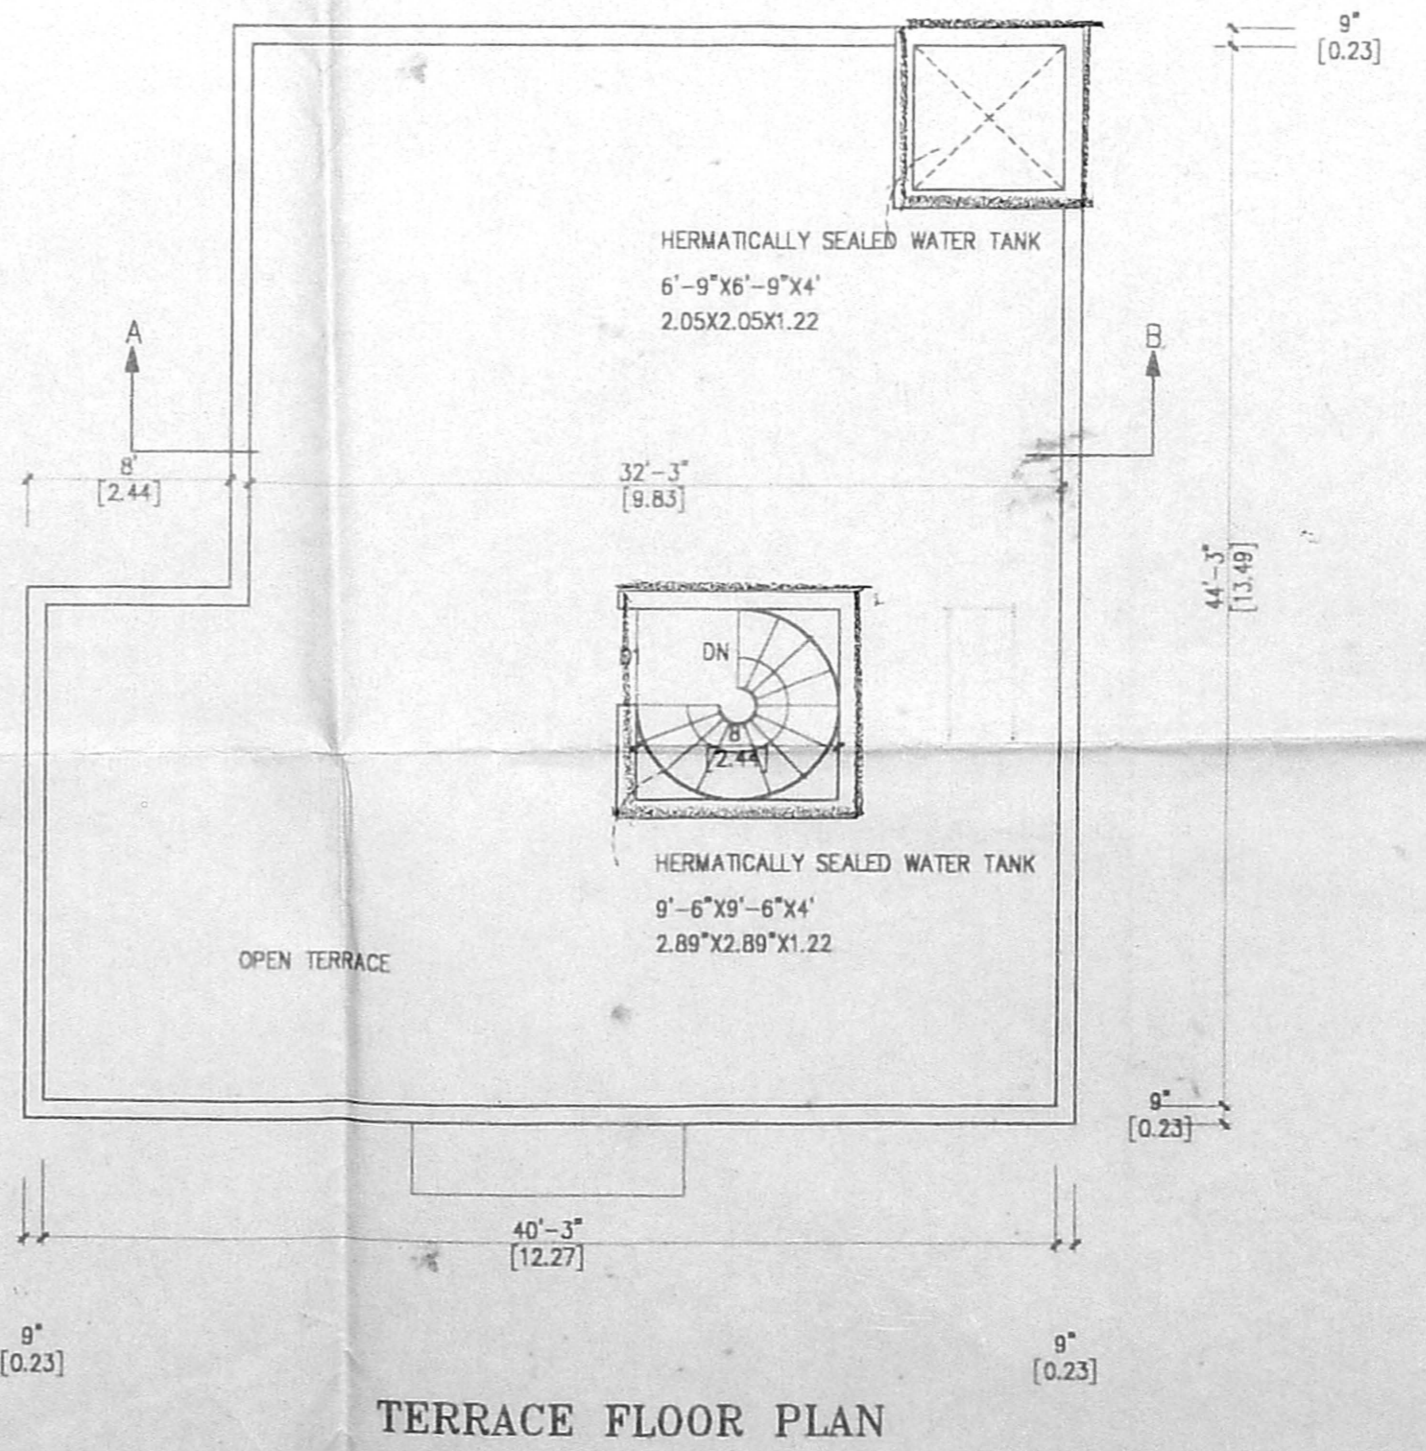 9"
[0.23]
HERMATICALLY SEALED WATER TANK
6'-9"X6'-9"X4'
2.05X2.05X1.22
A
B
8'
[2.44]
32'-3"
[9.83]
44'-3"
[13.49]
D1
DN
8'
[2.44]
HERMATICALLY SEALED WATER TANK
9'-6"X9'-6"X4'
2.89"X2.89"X1.22
OPEN TERRACE
9"
[0.23]
40'-3"
[12.27]
9"
[0.23]
9"
[0.23]
TERRACE FLOOR PLAN